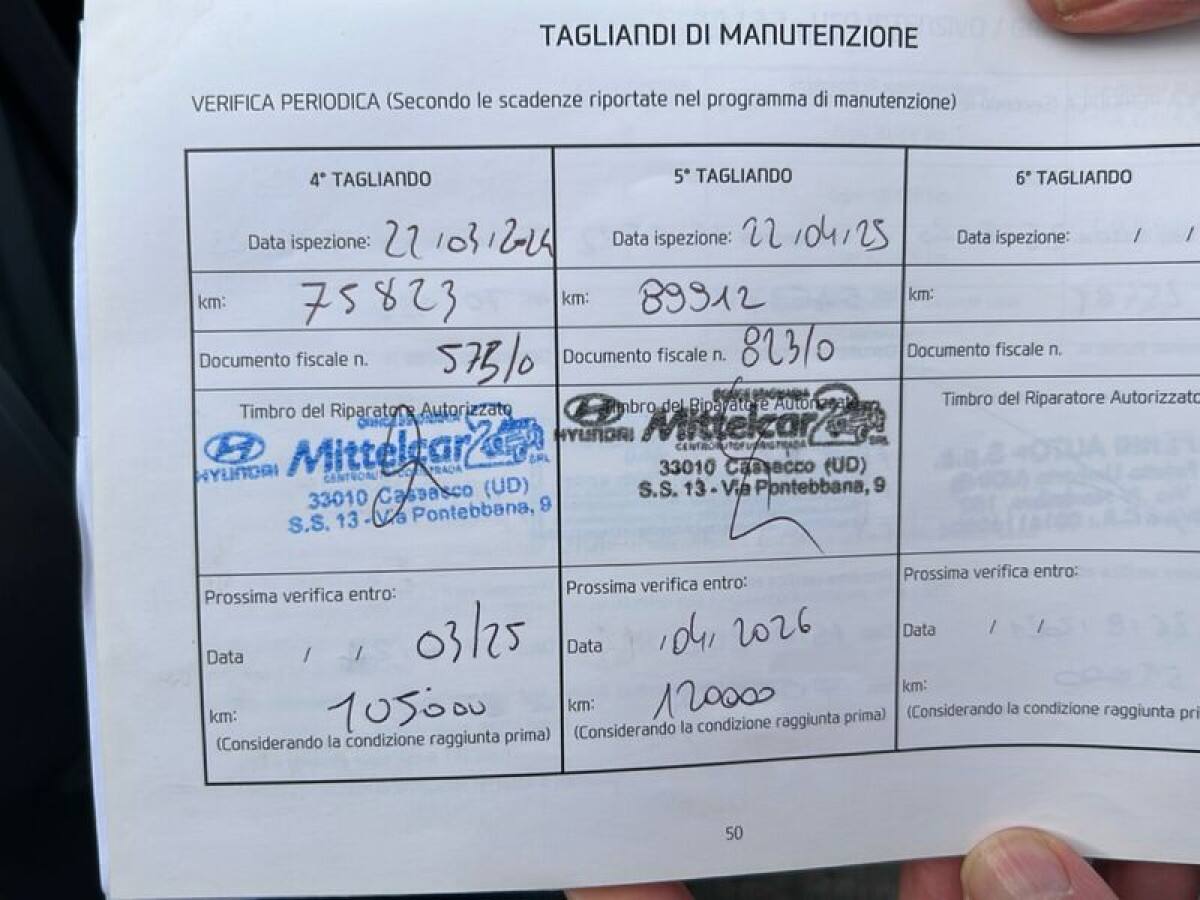 TAGLIANDI DI MANUTENZIONE
VERIFICA PERIODICA (Secondo le scadenze riportate nel programma di manutenzione)
4° TAGLIANDO
Data ispezione: 22/03/2024
km: 75823
Documento fiscale n. 575/0
Timbro del Riparatore Autorizzato
HYUNDAI Mittelcar
33010 Cassacco (UD)
S.S. 13 - Via Pontebbana, 9
Prossima verifica entro:
Data / / 03/25
km: 105000
(Considerando la condizione raggiunta prima)
5° TAGLIANDO
Data ispezione: 22/04/25
km: 89912
Documento fiscale n. 823/0
Timbro del Riparatore Autorizzato
HYUNDAI Mittelcar
33010 Cassacco (UD)
S.S. 13 - Via Pontebbana, 9
Prossima verifica entro:
Data /04/ 2026
km: 120000
(Considerando la condizione raggiunta prima)
6° TAGLIANDO
Data ispezione: / /
km:
Documento fiscale n.
Timbro del Riparatore Autorizzato
Prossima verifica entro:
Data / /
km:
(Considerando la condizione raggiunta pri
50